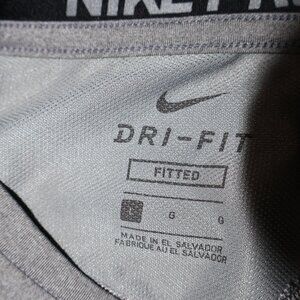 NIKE PRO
DRI-FIT
FITTED
G G
MADE IN EL SALVADOR
FABRIQUÉ AU EL SALVADOR